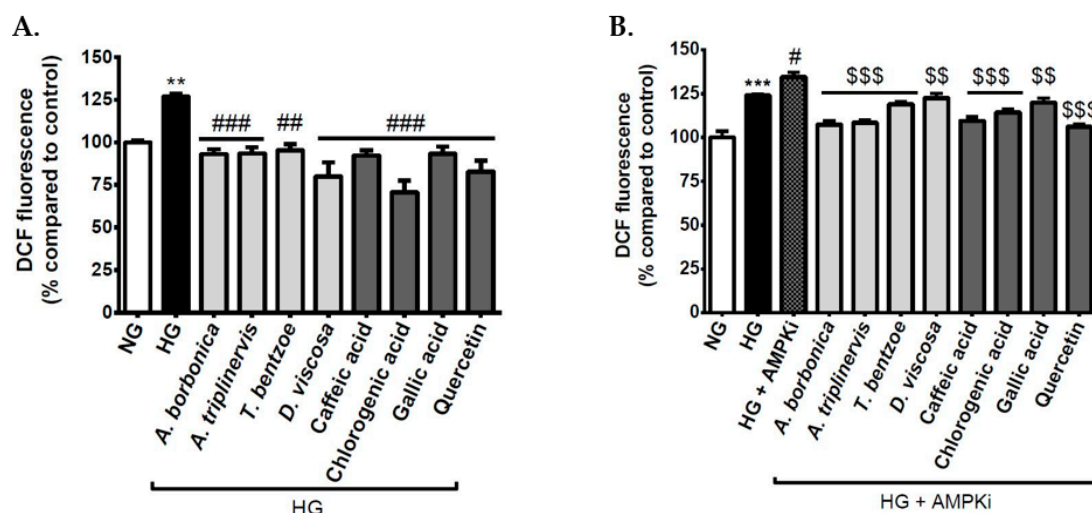 A.
DCF fluorescence
(% compared to control)
150
125
100
75
50
25
0
**
###
##
###
NG
HG
A. borbonica
A. triplinervis
T. bentzoe
D. viscosa
Caffeic acid
Chlorogenic acid
Gallic acid
Quercetin
HG
B.
DCF fluorescence
(% compared to control)
150
125
100
75
50
25
0
***
#
$$$
$$
$$$
$$
$$$
NG
HG
HG + AMPKi
A. borbonica
A. triplinervis
T. bentzoe
D. viscosa
Caffeic acid
Chlorogenic acid
Gallic acid
Quercetin
HG + AMPKi